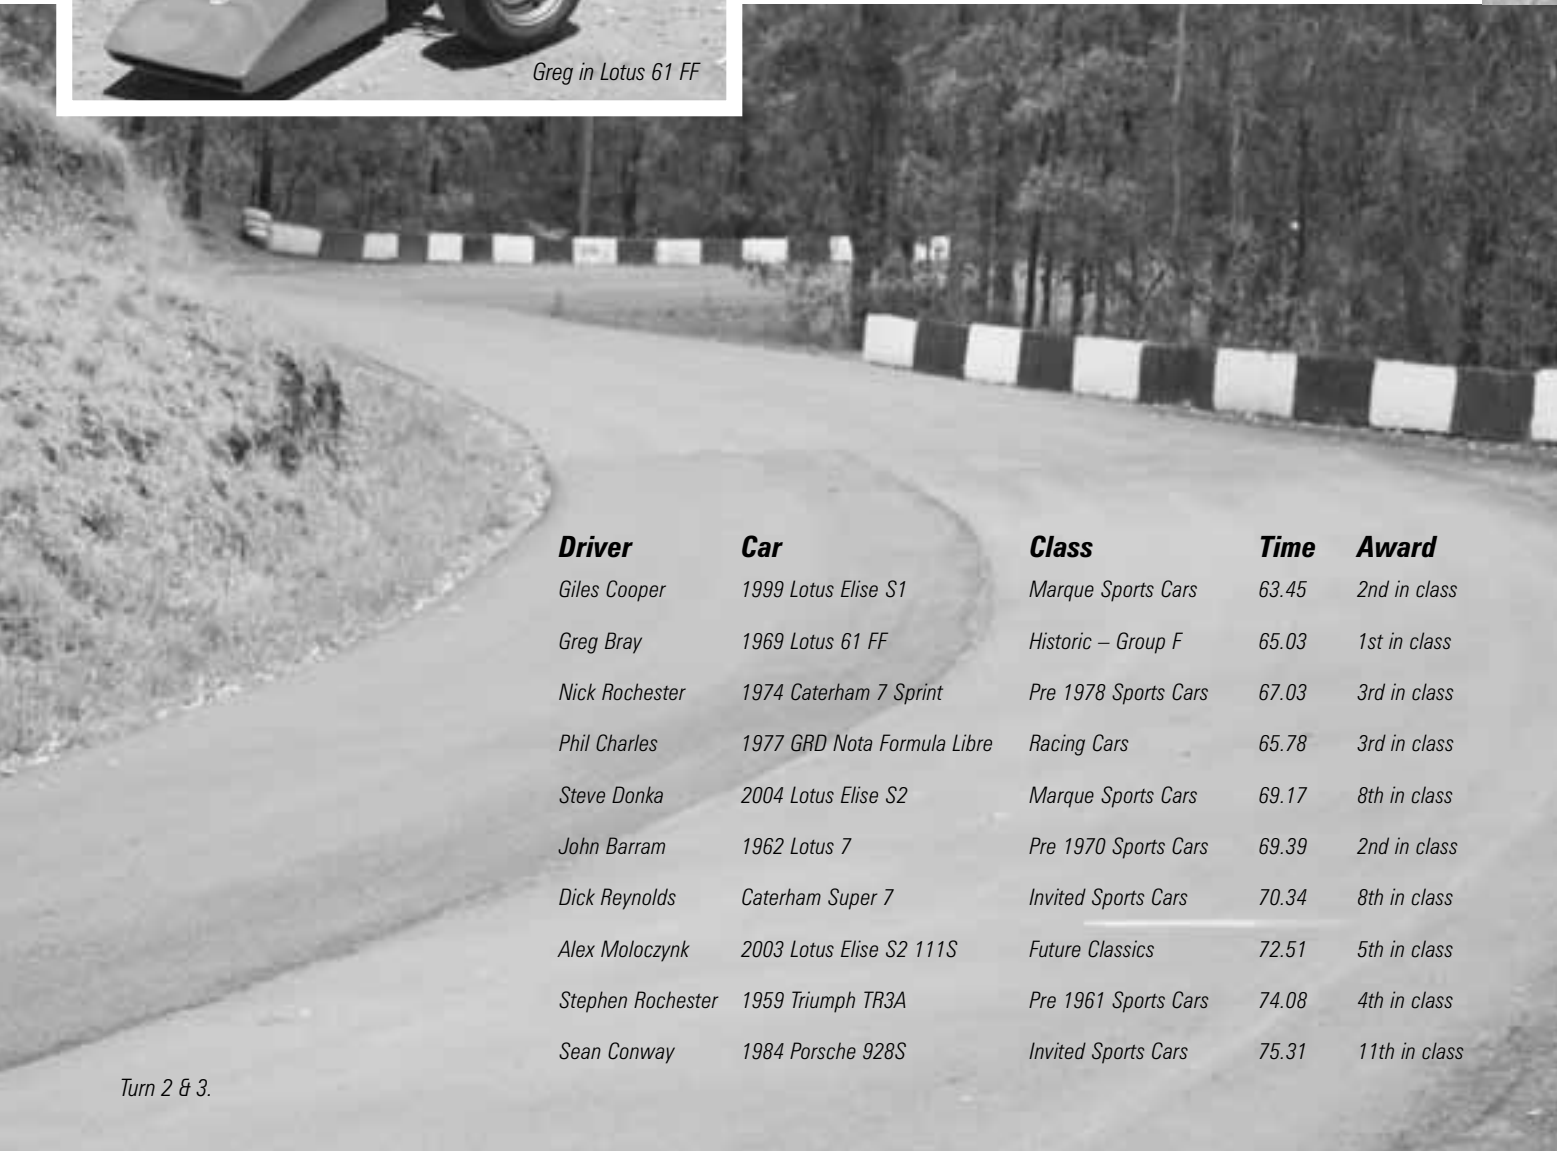 Greg in Lotus 61 FF
Driver Car Class Time Award
Giles Cooper 1999 Lotus Elise S1 Marque Sports Cars 63.45 2nd in class
Greg Bray 1969 Lotus 61 FF Historic – Group F 65.03 1st in class
Nick Rochester 1974 Caterham 7 Sprint Pre 1978 Sports Cars 67.03 3rd in class
Phil Charles 1977 GRD Nota Formula Libre Racing Cars 65.78 3rd in class
Steve Donka 2004 Lotus Elise S2 Marque Sports Cars 69.17 8th in class
John Barram 1962 Lotus 7 Pre 1970 Sports Cars 69.39 2nd in class
Dick Reynolds Caterham Super 7 Invited Sports Cars 70.34 8th in class
Alex Moloczynk 2003 Lotus Elise S2 111S Future Classics 72.51 5th in class
Stephen Rochester 1959 Triumph TR3A Pre 1961 Sports Cars 74.08 4th in class
Sean Conway 1984 Porsche 928S Invited Sports Cars 75.31 11th in class
Turn 2 & 3.